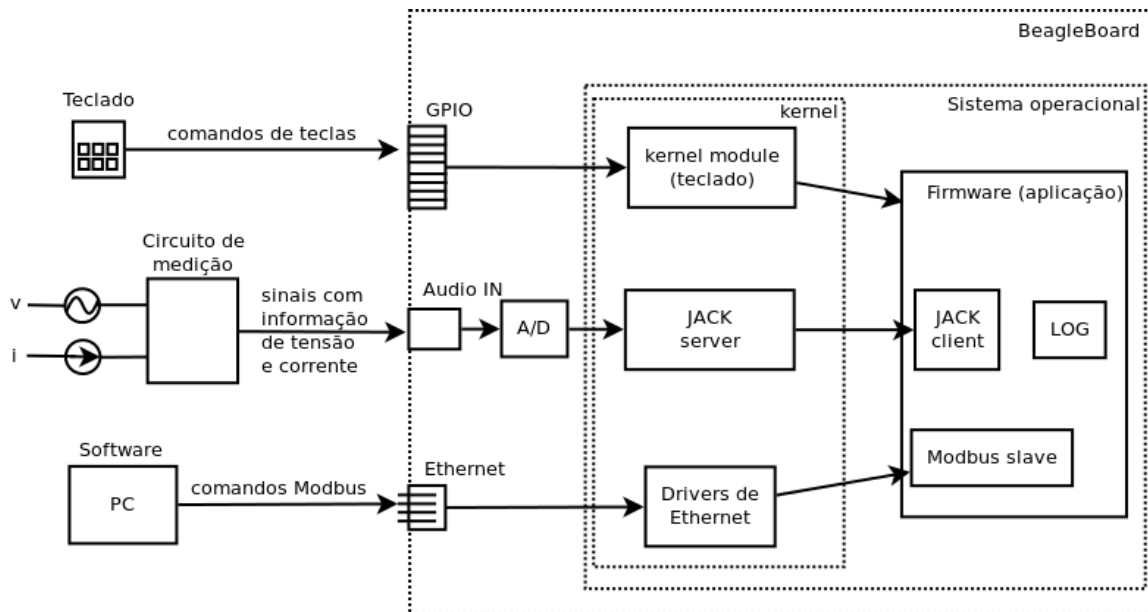 BeagleBoard
Sistema operacional
kernel
Teclado
comandos de teclas
GPIO
kernel module
(teclado)
Firmware (aplicação)
Circuito de
medição
v
i
sinais com
informação
de tensão
e corrente
Audio IN
A/D
JACK
server
JACK
client
LOG
Software
PC
comandos Modbus
Ethernet
Drivers de
Ethernet
Modbus slave